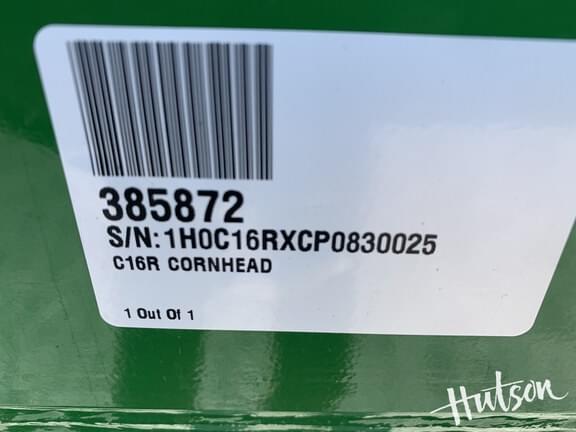 385872
S/N: 1H0C16RXCP0830025
C16R CORNHEAD
1 Out Of 1
Hutson